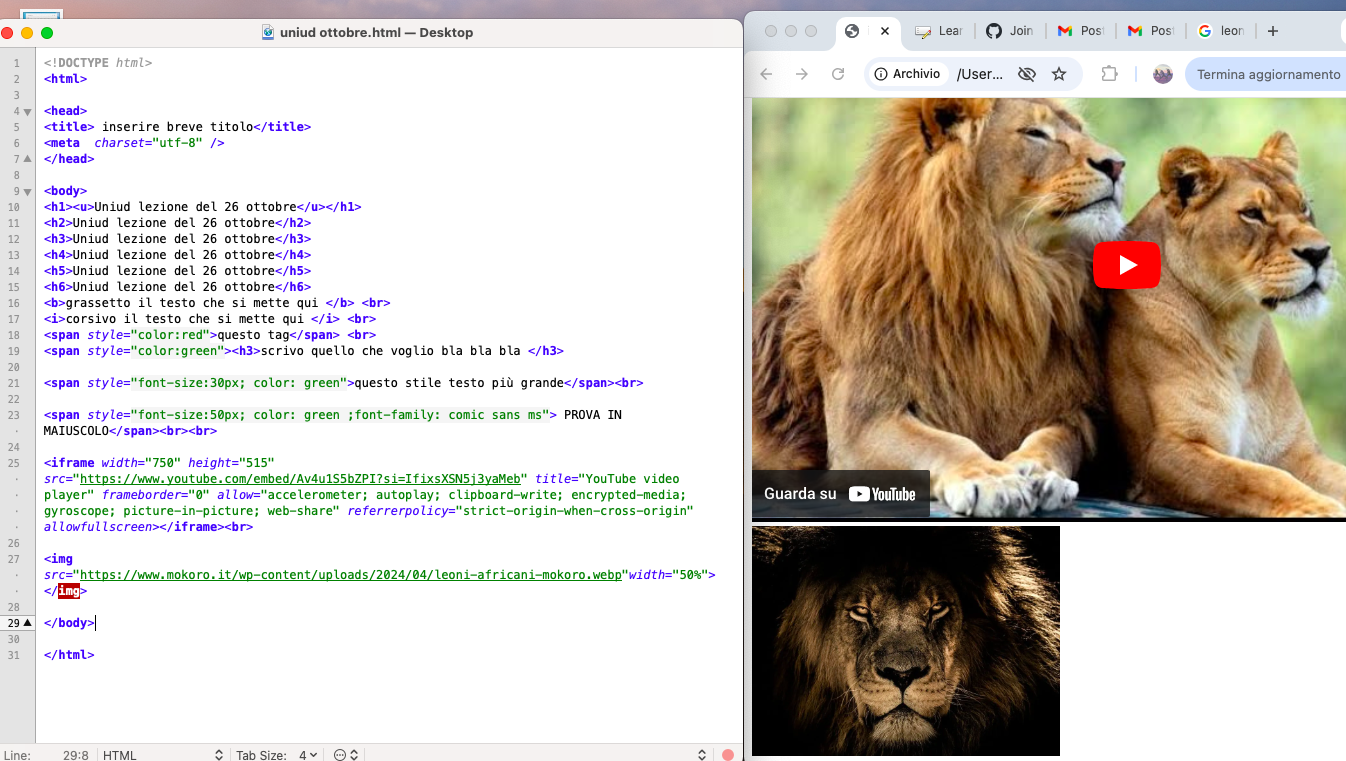 uniud ottobre.html — Desktop
1 <!DOCTYPE html>
2 <html>
3
4 <head>
5 <title> inserire breve titolo</title>
6 <meta  charset="utf-8" />
7 </head>
8
9 <body>
10 <h1><u>Uniud lezione del 26 ottobre</u></h1>
11 <h2>Uniud lezione del 26 ottobre</h2>
12 <h3>Uniud lezione del 26 ottobre</h3>
13 <h4>Uniud lezione del 26 ottobre</h4>
14 <h5>Uniud lezione del 26 ottobre</h5>
15 <h6>Uniud lezione del 26 ottobre</h6>
16 <b>grassetto il testo che si mette qui </b> <br>
17 <i>corsivo il testo che si mette qui </i> <br>
18 <span style="color:red">questo tag</span> <br>
19 <span style="color:green"><h3>scrivo quello che voglio bla bla bla </h3>
20
21 <span style="font-size:30px; color: green">questo stile testo più grande</span><br>
22
23 <span style="font-size:50px; color: green ;font-family: comic sans ms"> PROVA IN
MAIUSCOLO</span><br><br>
24
25 <iframe width="750" height="515"
src="https://www.youtube.com/embed/Av4u1S5bZPI?si=IfixsXSN5j3yaMeb" title="YouTube video
player" frameborder="0" allow="accelerometer; autoplay; clipboard-write; encrypted-media;
gyroscope; picture-in-picture; web-share" referrerpolicy="strict-origin-when-cross-origin"
allowfullscreen></iframe><br>
26
27 <img
src="https://www.mokoro.it/wp-content/uploads/2024/04/leoni-africani-mokoro.webp"width="50%">
</img>
28
29 </body>
30
31 </html>
Line: 29:8 HTML Tab Size: 4
Lear Join Post Post leon
Archivio /User... Termina aggiornamento
Guarda su YouTube